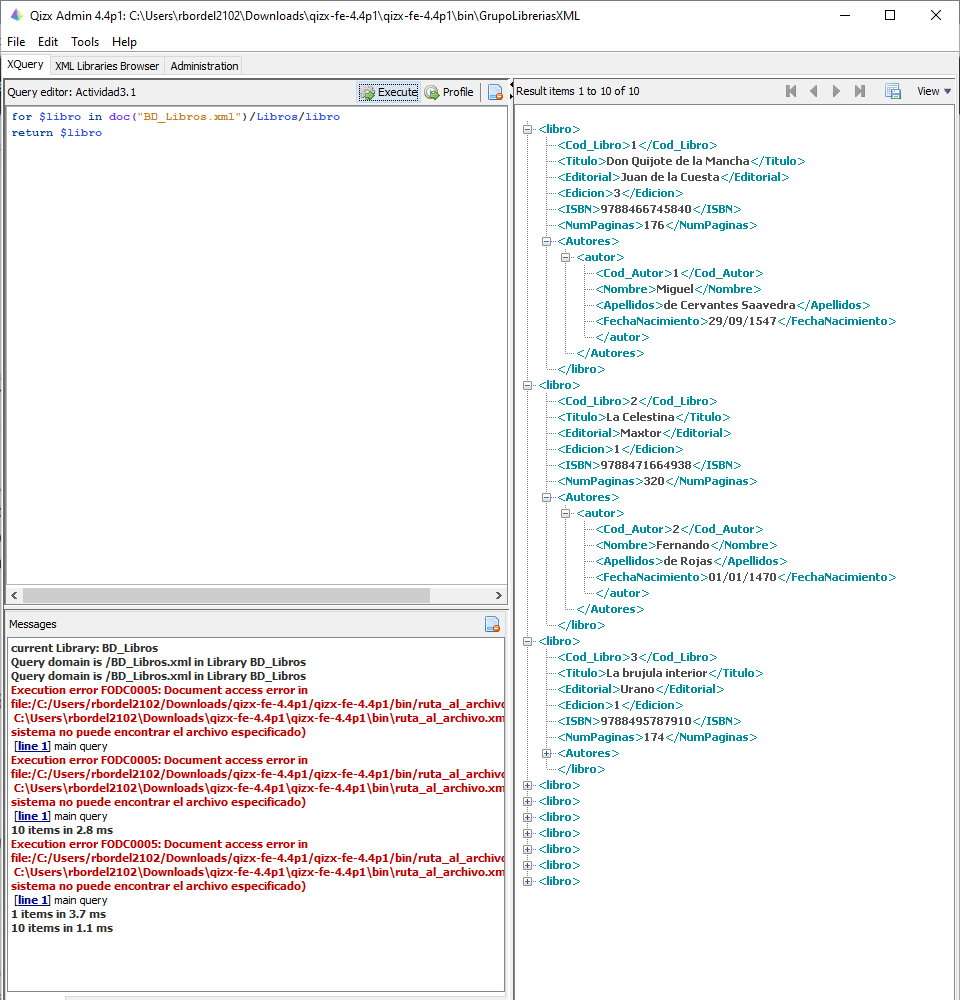 Qizx Admin 4.4p1: C:\Users\rbordel2102\Downloads\qizx-fe-4.4p1\qizx-fe-4.4p1\bin\GrupoLibreriasXML
File Edit Tools Help
XQuery XML Libraries Browser Administration
Query editor: Actividad3.1 Execute Profile
for $libro in doc("BD_Libros.xml")/Libros/libro
return $libro
Messages
current Library: BD_Libros
Query domain is /BD_Libros.xml in Library BD_Libros
Query domain is /BD_Libros.xml in Library BD_Libros
Execution error FODC0005: Document access error in
file:/C:/Users/rbordel2102/Downloads/qizx-fe-4.4p1/qizx-fe-4.4p1/bin/ruta_al_archivo
C:\Users\rbordel2102\Downloads\qizx-fe-4.4p1\qizx-fe-4.4p1\bin\ruta_al_archivo.xm
sistema no puede encontrar el archivo especificado)
[line 1] main query
Execution error FODC0005: Document access error in
file:/C:/Users/rbordel2102/Downloads/qizx-fe-4.4p1/qizx-fe-4.4p1/bin/ruta_al_archivo
C:\Users\rbordel2102\Downloads\qizx-fe-4.4p1\qizx-fe-4.4p1\bin\ruta_al_archivo.xm
sistema no puede encontrar el archivo especificado)
[line 1] main query
10 items in 2.8 ms
Execution error FODC0005: Document access error in
file:/C:/Users/rbordel2102/Downloads/qizx-fe-4.4p1/qizx-fe-4.4p1/bin/ruta_al_archivo
C:\Users\rbordel2102\Downloads\qizx-fe-4.4p1\qizx-fe-4.4p1\bin\ruta_al_archivo.xm
sistema no puede encontrar el archivo especificado)
[line 1] main query
1 items in 3.7 ms
10 items in 1.1 ms
Result items 1 to 10 of 10 View
<libro>
<Cod_Libro>1</Cod_Libro>
<Titulo>Don Quijote de la Mancha</Titulo>
<Editorial>Juan de la Cuesta</Editorial>
<Edicion>3</Edicion>
<ISBN>9788466745840</ISBN>
<NumPaginas>176</NumPaginas>
<Autores>
<autor>
<Cod_Autor>1</Cod_Autor>
<Nombre>Miguel</Nombre>
<Apellidos>de Cervantes Saavedra</Apellidos>
<FechaNacimiento>29/09/1547</FechaNacimiento>
</autor>
</Autores>
</libro>
<libro>
<Cod_Libro>2</Cod_Libro>
<Titulo>La Celestina</Titulo>
<Editorial>Maxtor</Editorial>
<Edicion>1</Edicion>
<ISBN>9788471664938</ISBN>
<NumPaginas>320</NumPaginas>
<Autores>
<autor>
<Cod_Autor>2</Cod_Autor>
<Nombre>Fernando</Nombre>
<Apellidos>de Rojas</Apellidos>
<FechaNacimiento>01/01/1470</FechaNacimiento>
</autor>
</Autores>
</libro>
<libro>
<Cod_Libro>3</Cod_Libro>
<Titulo>La brujula interior</Titulo>
<Editorial>Urano</Editorial>
<Edicion>1</Edicion>
<ISBN>9788495787910</ISBN>
<NumPaginas>174</NumPaginas>
<Autores>
</libro>
<libro>
<libro>
<libro>
<libro>
<libro>
<libro>
<libro>